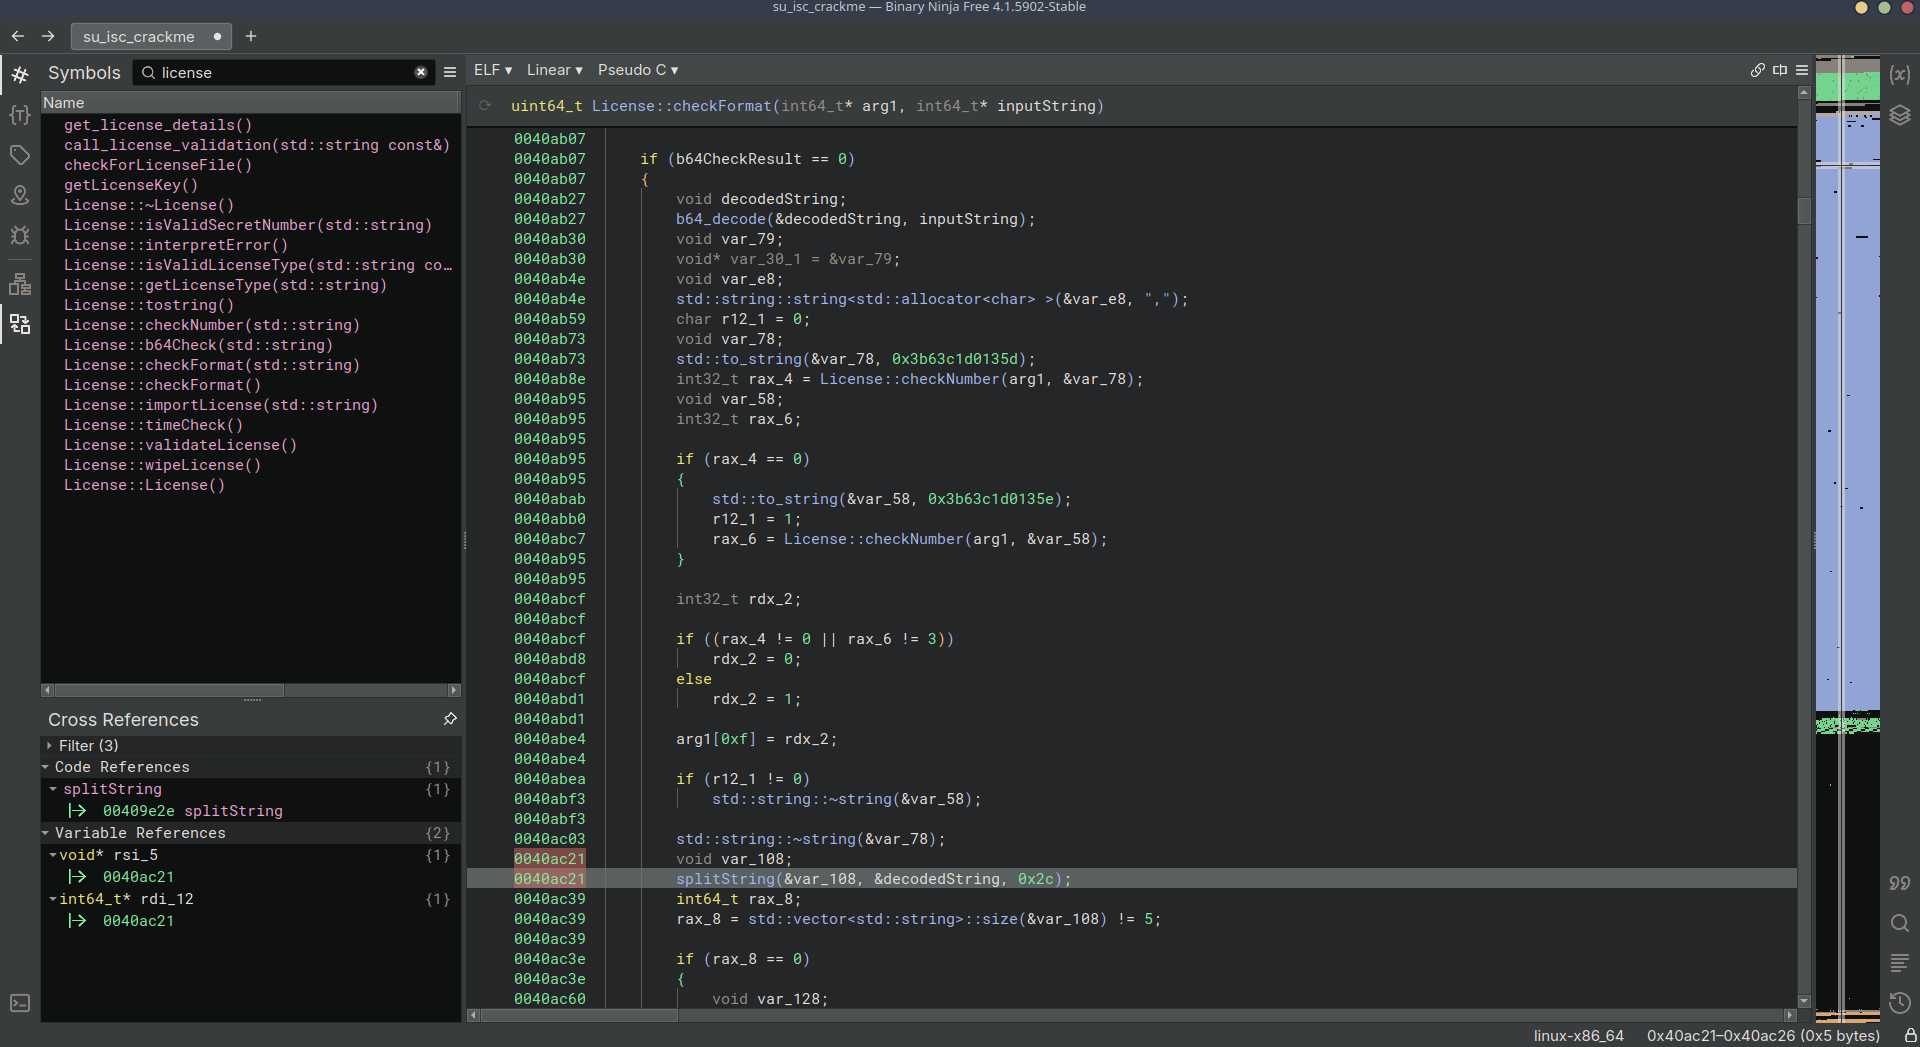 su_isc_crackme — Binary Ninja Free 4.1.5902-Stable
su_isc_crackme ● +
Symbols license
Name
get_license_details()
call_license_validation(std::string const&)
checkForLicenseFile()
getLicenseKey()
License::~License()
License::isValidSecretNumber(std::string)
License::interpretError()
License::isValidLicenseType(std::string co…
License::getLicenseType(std::string)
License::tostring()
License::checkNumber(std::string)
License::b64Check(std::string)
License::checkFormat(std::string)
License::checkFormat()
License::importLicense(std::string)
License::timeCheck()
License::validateLicense()
License::wipeLicense()
License::License()
Cross References
Filter (3)
Code References {1}
splitString {1}
00409e2e splitString
Variable References {2}
void* rsi_5 {1}
0040ac21
int64_t* rdi_12 {1}
0040ac21
ELF ▾ Linear ▾ Pseudo C ▾
uint64_t License::checkFormat(int64_t* arg1, int64_t* inputString)
0040ab07
0040ab07 if (b64CheckResult == 0)
0040ab07 {
0040ab27 void decodedString;
0040ab27 b64_decode(&decodedString, inputString);
0040ab30 void var_79;
0040ab30 void* var_30_1 = &var_79;
0040ab4e void var_e8;
0040ab4e std::string::string<std::allocator<char> >(&var_e8, ",");
0040ab59 char r12_1 = 0;
0040ab73 void var_78;
0040ab73 std::to_string(&var_78, 0x3b63c1d0135d);
0040ab8e int32_t rax_4 = License::checkNumber(arg1, &var_78);
0040ab95 void var_58;
0040ab95 int32_t rax_6;
0040ab95
0040ab95 if (rax_4 == 0)
0040ab95 {
0040abab std::to_string(&var_58, 0x3b63c1d0135e);
0040abb0 r12_1 = 1;
0040abc7 rax_6 = License::checkNumber(arg1, &var_58);
0040ab95 }
0040ab95
0040abcf int32_t rdx_2;
0040abcf
0040abcf if ((rax_4 != 0 || rax_6 != 3))
0040abd8 rdx_2 = 0;
0040abcf else
0040abd1 rdx_2 = 1;
0040abd1
0040abe4 arg1[0xf] = rdx_2;
0040abe4
0040abea if (r12_1 != 0)
0040abf3 std::string::~string(&var_58);
0040abf3
0040ac03 std::string::~string(&var_78);
0040ac21 void var_108;
0040ac21 splitString(&var_108, &decodedString, 0x2c);
0040ac39 int64_t rax_8;
0040ac39 rax_8 = std::vector<std::string>::size(&var_108) != 5;
0040ac39
0040ac3e if (rax_8 == 0)
0040ac3e {
0040ac60 void var_128;
linux-x86_64 0x40ac21–0x40ac26 (0x5 bytes)